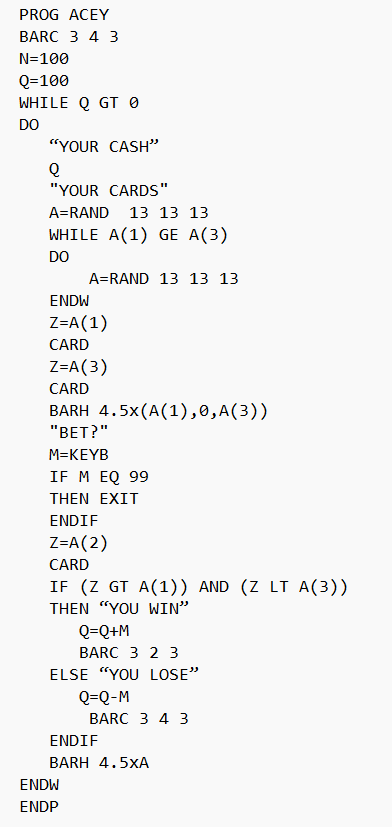 PROG ACEY
BARC 3 4 3
N=100
Q=100
WHILE Q GT 0
DO
“YOUR CASH”
Q
"YOUR CARDS"
A=RAND  13 13 13
WHILE A(1) GE A(3)
DO
A=RAND 13 13 13
ENDW
Z=A(1)
CARD
Z=A(3)
CARD
BARH 4.5x(A(1),0,A(3))
"BET?"
M=KEYB
IF M EQ 99
THEN EXIT
ENDIF
Z=A(2)
CARD
IF (Z GT A(1)) AND (Z LT A(3))
THEN “YOU WIN”
Q=Q+M
BARC 3 2 3
ELSE “YOU LOSE”
Q=Q-M
BARC 3 4 3
ENDIF
BARH 4.5xA
ENDW
ENDP